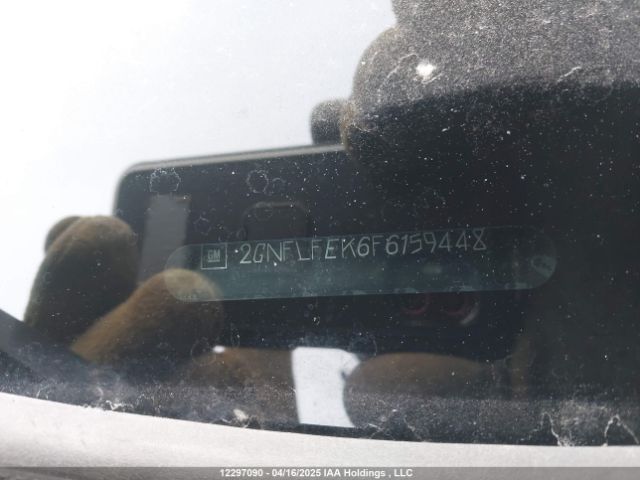 GM 2GNFLFEK6F6159448
12297090 - 04/16/2025 IAA Holdings , LLC